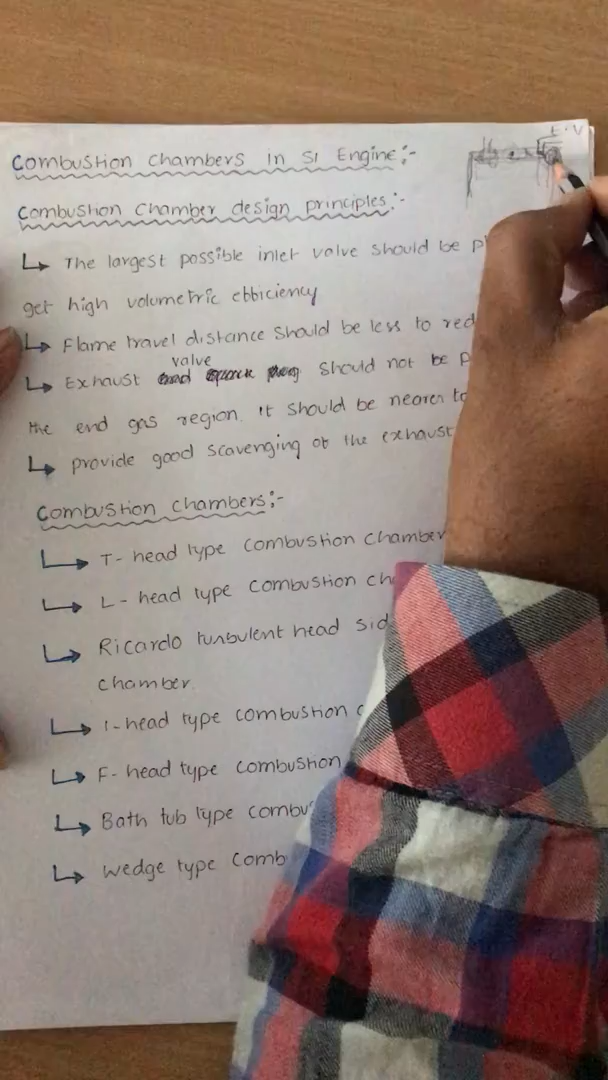 E.V
Combustion Chambers in SI Engine:-
Combustion Chamber design principles:-
↳ The largest possible inlet valve should be
get high volumetric ebbiciency
↳ Flame travel distance should be less to
valve
↳ Exhaust should not be
the end gas region. It should be nearer to
↳ provide good scavenging ob the exhaust
Combustion chambers:-
↳ T- head type combustion chamber
↳ L- head type combustion
↳ Ricardo turbulent head
chamber.
↳ I-head type combustion
↳ F- head type combustion
↳ Bath tub type
↳ wedge type